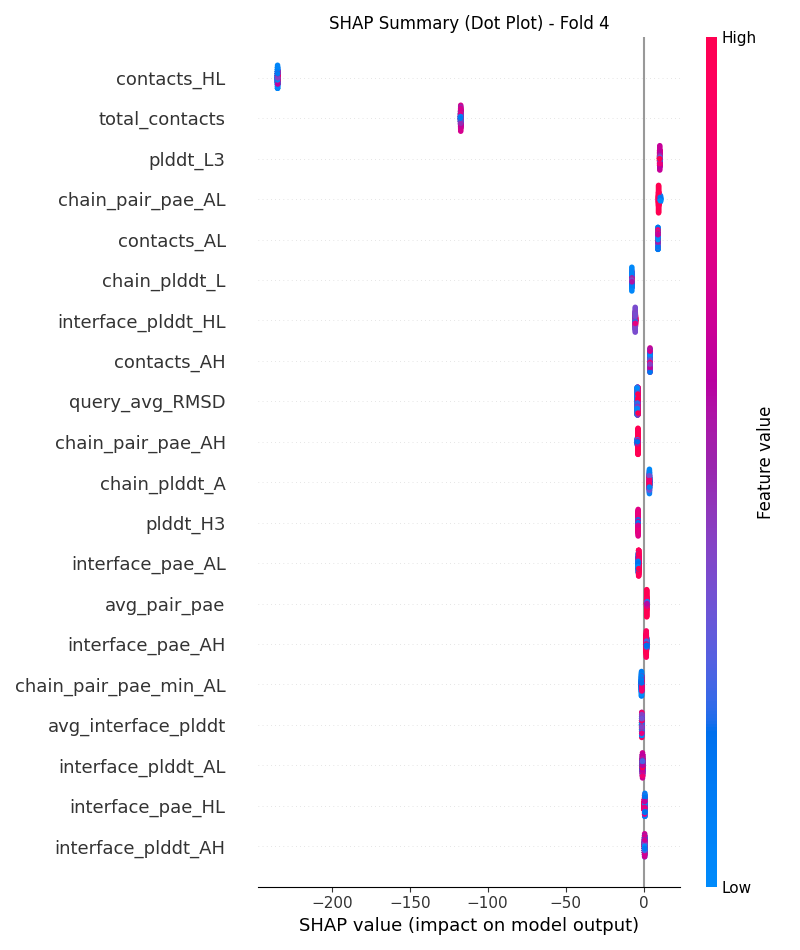 SHAP Summary (Dot Plot) - Fold 4
High
contacts_HL
total_contacts
plddt_L3
chain_pair_pae_AL
contacts_AL
chain_plddt_L
interface_plddt_HL
contacts_AH
query_avg_RMSD
chain_pair_pae_AH
chain_plddt_A
plddt_H3
interface_pae_AL
avg_pair_pae
interface_pae_AH
chain_pair_pae_min_AL
avg_interface_plddt
interface_plddt_AL
interface_pae_HL
interface_plddt_AH
Feature value
Low
−200 −150 −100 −50 0
SHAP value (impact on model output)